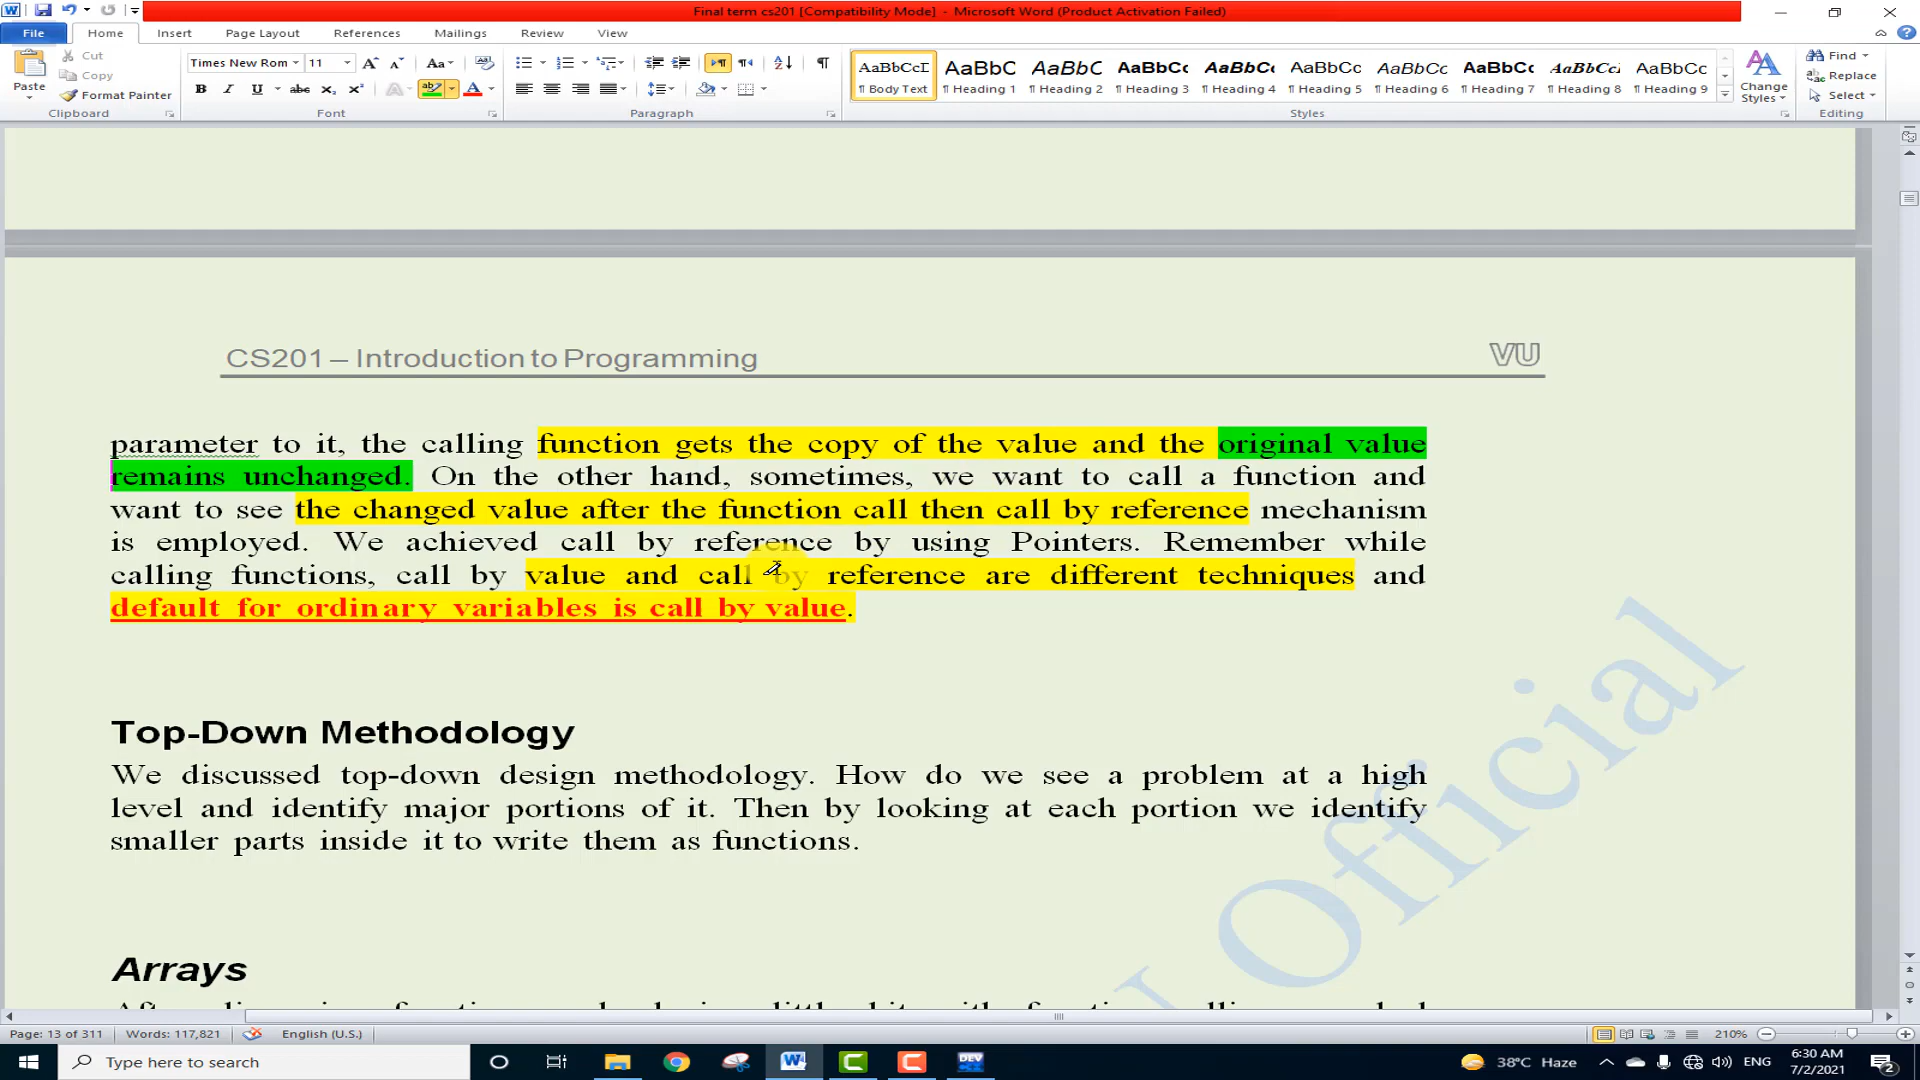 Final term cs201 [Compatibility Mode] - Microsoft Word (Product Activation Failed)
File Home Insert Page Layout References Mailings Review View
Paste
Cut
Copy
Format Painter
Clipboard
Times New Rom 11
Font
Paragraph
AaBbCcD AaBbC AaBbC AaBbCc AaBbCc AaBbCc AaBbCc AaBbCc AaBbCc AaBbCc
¶ Body Text ¶ Heading 1 ¶ Heading 2 ¶ Heading 3 ¶ Heading 4 ¶ Heading 5 ¶ Heading 6 ¶ Heading 7 ¶ Heading 8 ¶ Heading 9
Change Styles
Styles
Find
Replace
Select
Editing
CS201 – Introduction to Programming VU
parameter to it, the calling function gets the copy of the value and the original value
remains unchanged. On the other hand, sometimes, we want to call a function and
want to see the changed value after the function call then call by reference mechanism
is employed. We achieved call by reference by using Pointers. Remember while
calling functions, call by value and call by reference are different techniques and
default for ordinary variables is call by value.
Top-Down Methodology
We discussed top-down design methodology. How do we see a problem at a high
level and identify major portions of it. Then by looking at each portion we identify
smaller parts inside it to write them as functions.
Official
Arrays
Page: 13 of 311 Words: 117,821 English (U.S.) 210%
Type here to search
DEV
38°C Haze
ENG
6:30 AM
7/2/2021
2